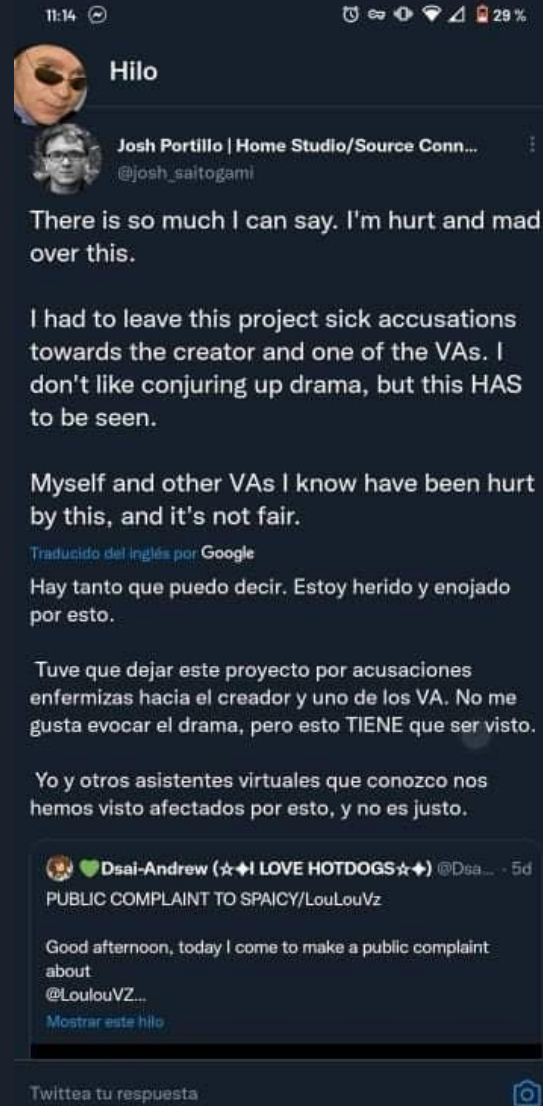 11:14
29 %
Hilo
Josh Portillo | Home Studio/Source Conn...
@josh_saitogami
There is so much I can say. I'm hurt and mad
over this.
I had to leave this project sick accusations
towards the creator and one of the VAs. I
don't like conjuring up drama, but this HAS
to be seen.
Myself and other VAs I know have been hurt
by this, and it's not fair.
Traducido del inglés por Google
Hay tanto que puedo decir. Estoy herido y enojado
por esto.
Tuve que dejar este proyecto por acusaciones
enfermizas hacia el creador y uno de los VA. No me
gusta evocar el drama, pero esto TIENE que ser visto.
Yo y otros asistentes virtuales que conozco nos
hemos visto afectados por esto, y no es justo.
💚Dsai-Andrew (☆✦I LOVE HOTDOGS☆✦) @Dsa... · 5d
PUBLIC COMPLAINT TO SPAICY/LouLouVz
Good afternoon, today I come to make a public complaint
about
@LoulouVZ...
Mostrar este hilo
Twittea tu respuesta